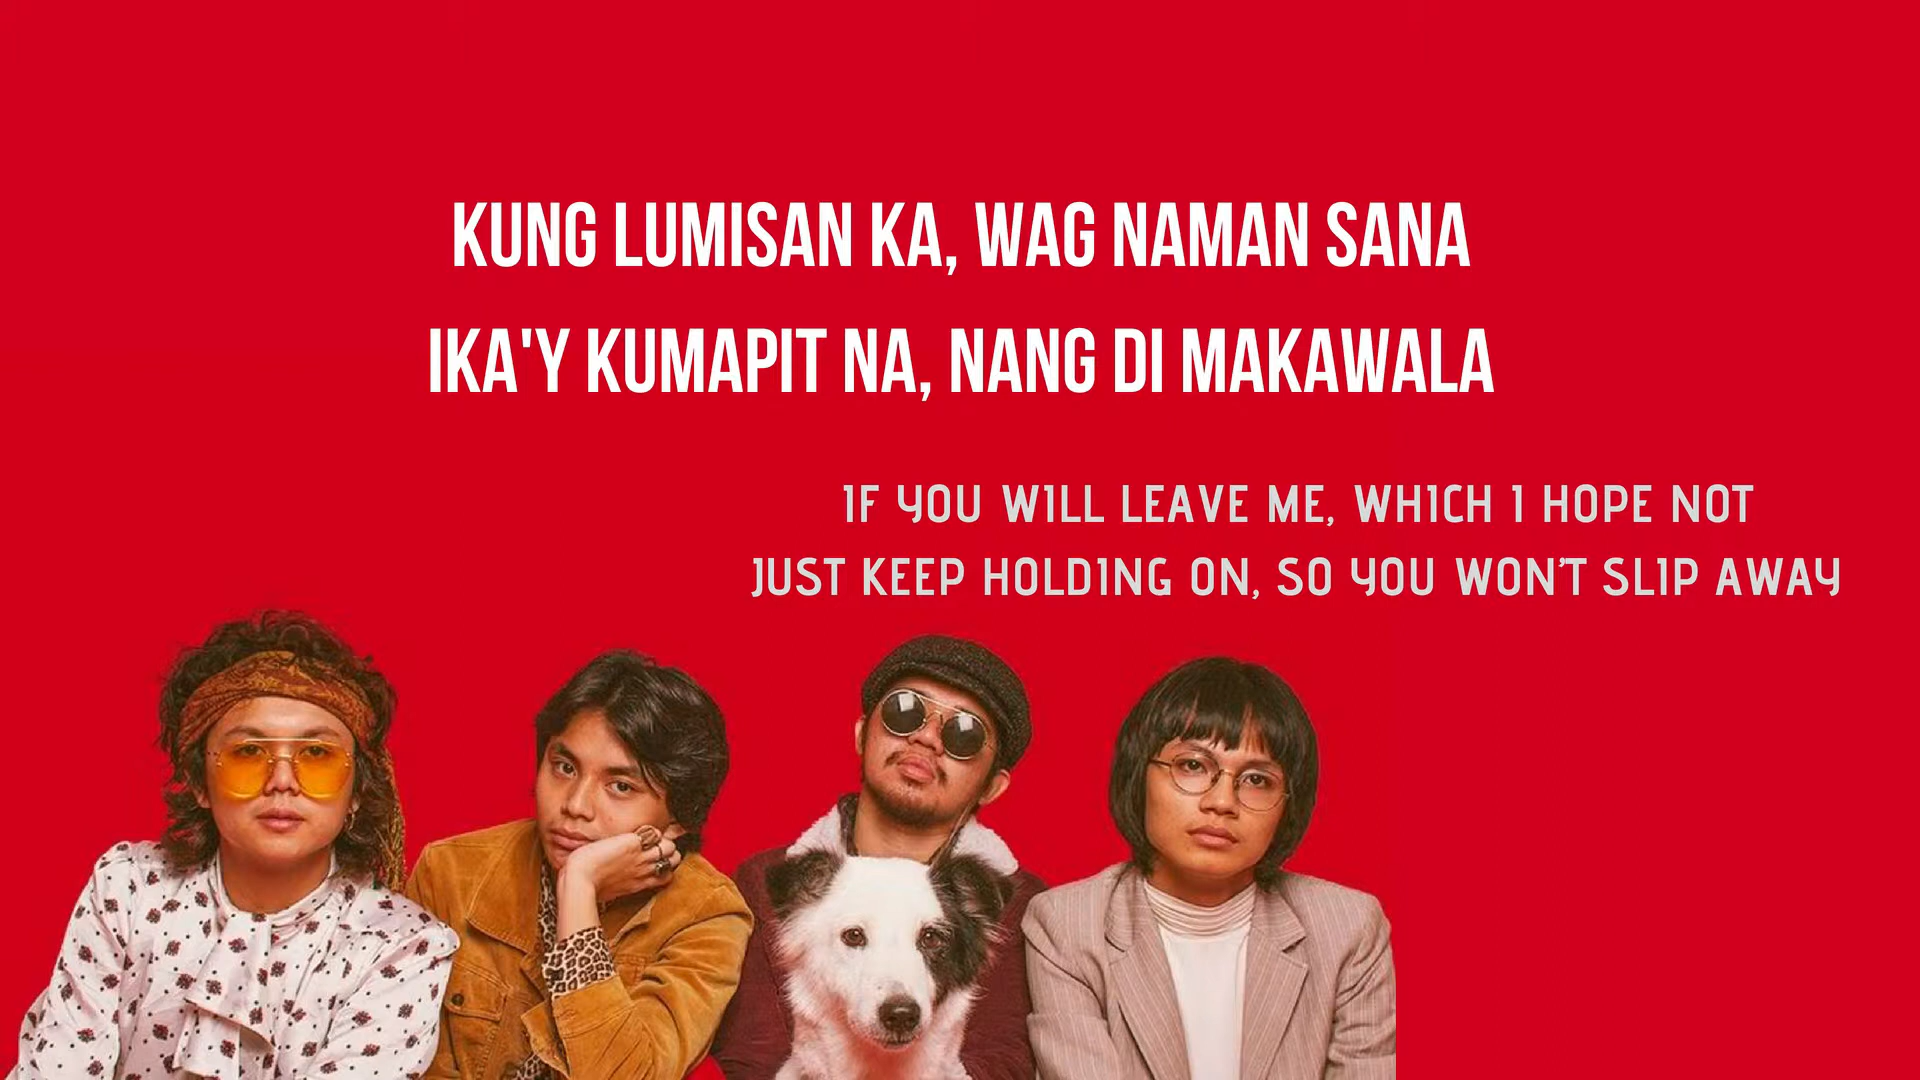 KUNG LUMISAN KA, WAG NAMAN SANA
IKA'Y KUMAPIT NA, NANG DI MAKAWALA
IF YOU WILL LEAVE ME, WHICH I HOPE NOT
JUST KEEP HOLDING ON, SO YOU WON'T SLIP AWAY